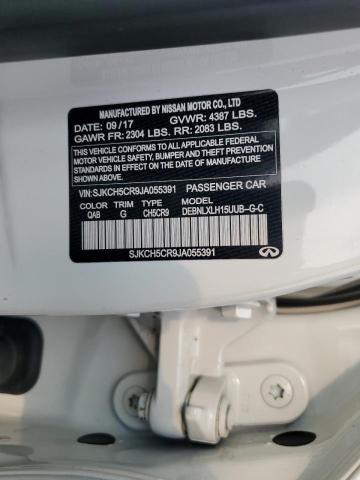 MANUFACTURED BY NISSAN MOTOR CO., LTD
DATE: 09/17 GVWR: 4387 LBS.
GAWR FR: 2304 LBS. RR: 2083 LBS.
THIS VEHICLE CONFORMS TO ALL APPLICABLE
FEDERAL MOTOR VEHICLE SAFETY, BUMPER AND THEFT PREVENTION
STANDARDS IN EFFECT ON THE DATE OF MANUFACTURE SHOWN
ABOVE.
VIN:SJKCH5CR9JA055391 PASSENGER CAR
COLOR TRIM TYPE MODEL
QAB G CH5CR9 DEBNLXLH15UUB-G-C
SJKCH5CR9JA055391